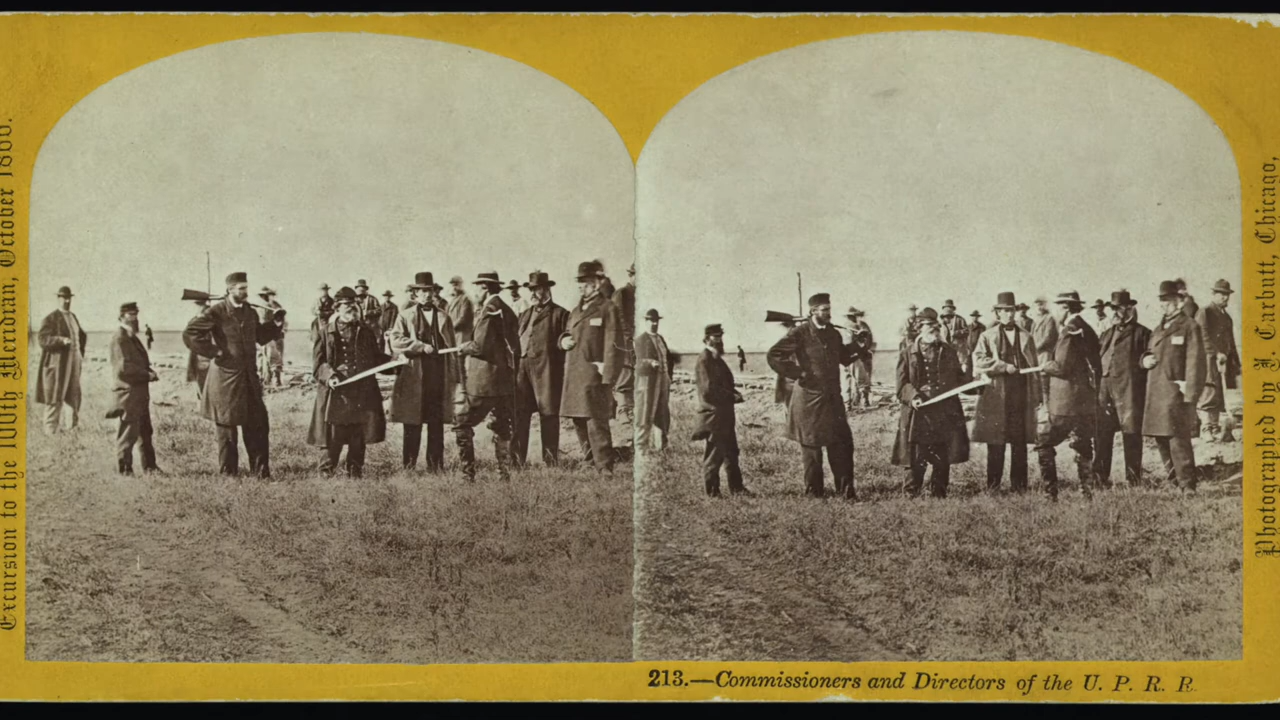 Excursion to the 100th Meridian, October 1866.
213.—Commissioners and Directors of the U. P. R. R.
Photographed by J. Carbutt, Chicago,